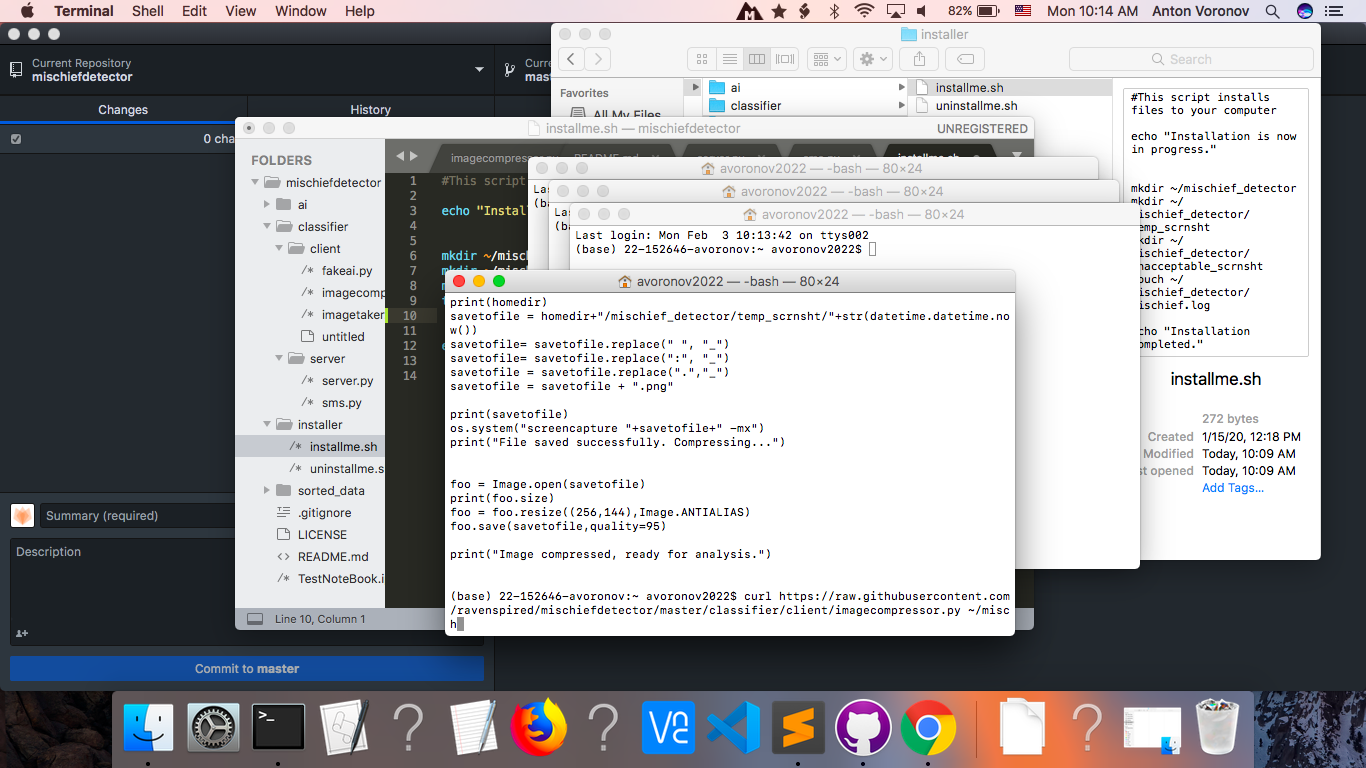 Terminal Shell Edit View Window Help 82% Mon 10:14 AM Anton Voronov
Current Repository
mischiefdetector
Curre
mas
Changes History
0 cha
Summary (required)
Description
Commit to master
installer
Search
Favorites
All My Files
ai
classifier
installme.sh
uninstallme.sh
#This script installs
files to your computer
echo "Installation is now
in progress."
mkdir ~/mischief_detector
mkdir ~/
mischief_detector/
temp_scrnsht
mkdir ~/
mischief_detector/
unacceptable_scrnsht
touch ~/
mischief_detector/
mischief.log
echo "Installation
completed."
installme.sh
272 bytes
Created 1/15/20, 12:18 PM
Modified Today, 10:09 AM
st opened Today, 10:09 AM
Add Tags...
installme.sh — mischiefdetector UNREGISTERED
FOLDERS
mischiefdetector
ai
classifier
client
/* fakeai.py
/* imagecomp
/* imagetaker
untitled
server
/* server.py
/* sms.py
installer
/* installme.sh
/* uninstallme.s
sorted_data
.gitignore
LICENSE
<> README.md
/* TestNoteBook.i
imagecompressor.py README.md server.py sms.py installme.sh
1 #This script
2
3 echo "Install
4
5
6 mkdir ~/misch
7 mkdir ~/misch
8 m
9 t
10
11
12 e
13
14
Line 10, Column 1
avoronov2022 — -bash — 80×24
Las
(ba
avoronov2022 — -bash — 80×24
Las
(ba
avoronov2022 — -bash — 80×24
Last login: Mon Feb  3 10:13:42 on ttys002
(base) 22-152646-avoronov:~ avoronov2022$
avoronov2022 — -bash — 80×24
print(homedir)
savetofile = homedir+"/mischief_detector/temp_scrnsht/"+str(datetime.datetime.no
w())
savetofile= savetofile.replace(" ", "_")
savetofile= savetofile.replace(":", "_")
savetofile = savetofile.replace(".","_")
savetofile = savetofile + ".png"
print(savetofile)
os.system("screencapture "+savetofile+" -mx")
print("File saved successfully. Compressing...")
foo = Image.open(savetofile)
print(foo.size)
foo = foo.resize((256,144),Image.ANTIALIAS)
foo.save(savetofile,quality=95)
print("Image compressed, ready for analysis.")
(base) 22-152646-avoronov:~ avoronov2022$ curl https://raw.githubusercontent.com
/ravenspired/mischiefdetector/master/classifier/client/imagecompressor.py ~/misc
h